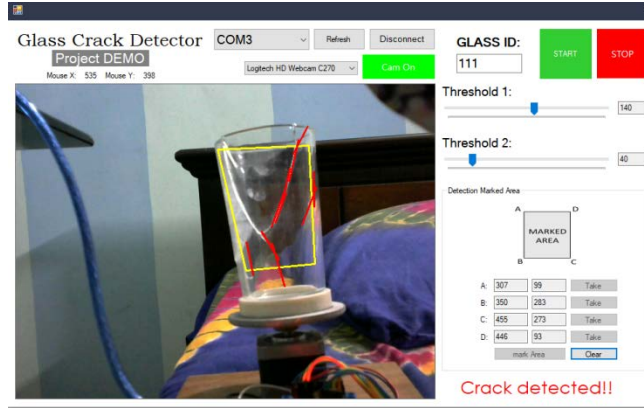 Glass Crack Detector
COM3
Refresh
Disconnect
Project DEMO
Mouse X: 535 Mouse Y: 398
Logitech HD Webcam C270
Cam On
GLASS ID:
111
START
STOP
Threshold 1:
140
Threshold 2:
40
Detection Marked Area
A D
MARKED
AREA
B C
A: 307 99 Take
B: 350 283 Take
C: 455 273 Take
D: 446 93 Take
mark Area Clear
Crack detected!!